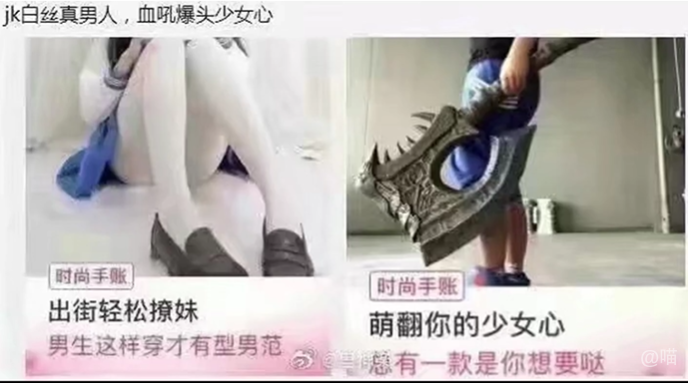 jk白丝真男人，血吼爆头少女心
时尚手账
出街轻松撩妹
男生这样穿才有型男范
时尚手账
萌翻你的少女心
总有一款是你想要哒
@喵